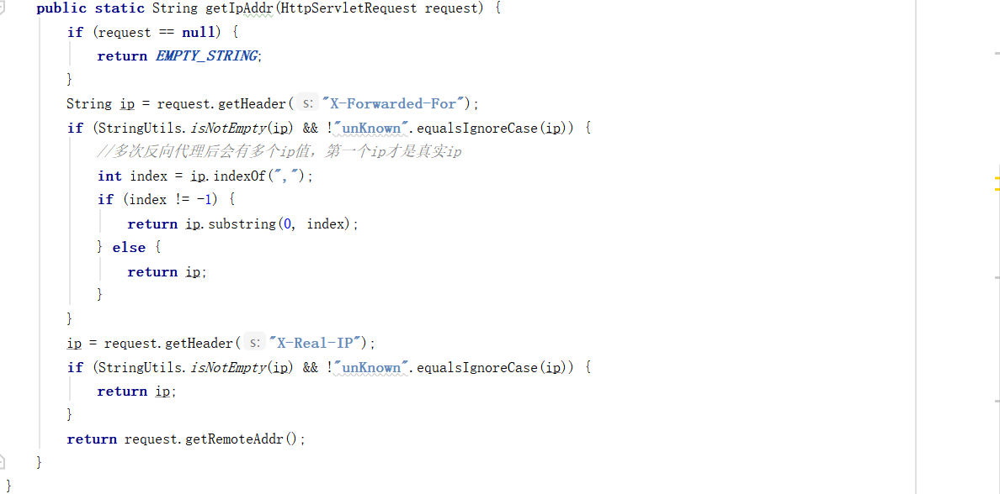 public static String getIpAddr(HttpServletRequest request) {
if (request == null) {
return EMPTY_STRING;
}
String ip = request.getHeader( s: "X-Forwarded-For");
if (StringUtils.isNotEmpty(ip) && !"unKnown".equalsIgnoreCase(ip)) {
//多次反向代理后会有多个ip值，第一个ip才是真实ip
int index = ip.indexOf(",");
if (index != -1) {
return ip.substring(0, index);
} else {
return ip;
}
}
ip = request.getHeader( s: "X-Real-IP");
if (StringUtils.isNotEmpty(ip) && !"unKnown".equalsIgnoreCase(ip)) {
return ip;
}
return request.getRemoteAddr();
}
}